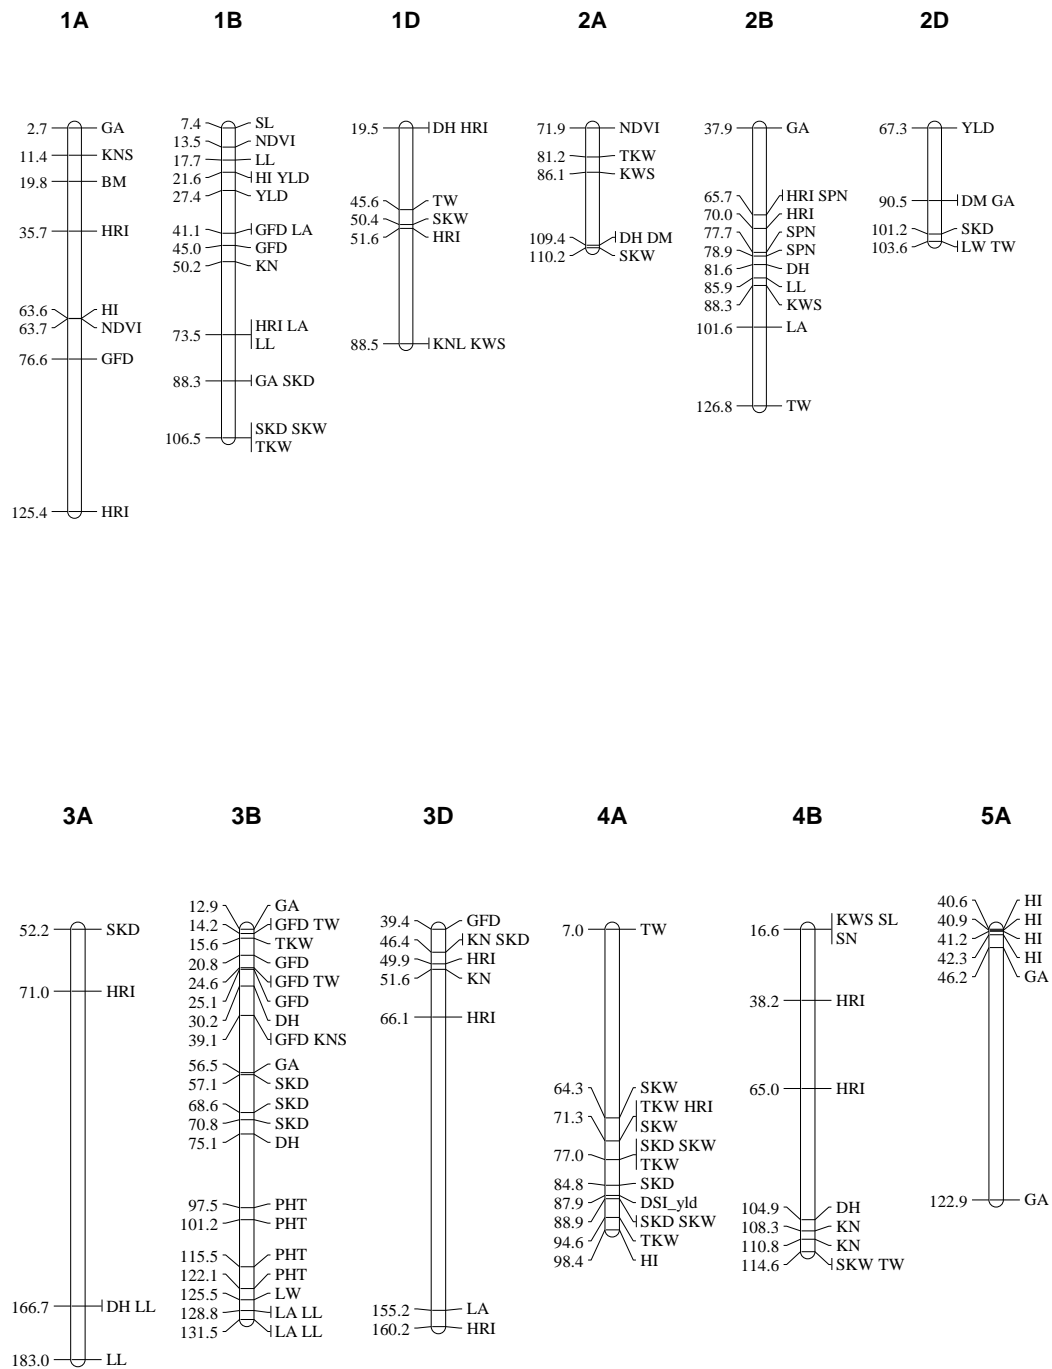 1A
1B
1D
2A
2B
2D
2.7 GA
11.4 KNS
19.8 BM
35.7 HRI
63.6 HI
63.7 NDVI
76.6 GFD
125.4 HRI
7.4 SL
13.5 NDVI
17.7 LL
21.6 HI YLD
27.4 YLD
41.1 GFD LA
45.0 GFD
50.2 KN
73.5 HRI LA
LL
88.3 GA SKD
106.5 SKD SKW
TKW
19.5 DH HRI
45.6 TW
50.4 SKW
51.6 HRI
88.5 KNL KWS
71.9 NDVI
81.2 TKW
86.1 KWS
109.4 DH DM
110.2 SKW
37.9 GA
65.7 HRI SPN
70.0 HRI
77.7 SPN
78.9 SPN
81.6 DH
85.9 LL
88.3 KWS
101.6 LA
126.8 TW
67.3 YLD
90.5 DM GA
101.2 SKD
103.6 LW TW
3A
3B
3D
4A
4B
5A
52.2 SKD
71.0 HRI
166.7 DH LL
183.0 LL
12.9 GA
14.2 GFD TW
15.6 TKW
20.8 GFD
24.6 GFD TW
25.1 GFD
30.2 DH
39.1 GFD KNS
56.5 GA
57.1 SKD
68.6 SKD
70.8 SKD
75.1 DH
97.5 PHT
101.2 PHT
115.5 PHT
122.1 PHT
125.5 LW
128.8 LA LL
131.5 LA LL
39.4 GFD
46.4 KN SKD
49.9 HRI
51.6 KN
66.1 HRI
155.2 LA
160.2 HRI
7.0 TW
64.3 SKW
71.3 TKW HRI
SKW
77.0 SKD SKW
TKW
84.8 SKD
87.9 DSI_yld
88.9 SKD SKW
94.6 TKW
98.4 HI
16.6 KWS SL
SN
38.2 HRI
65.0 HRI
104.9 DH
108.3 KN
110.8 KN
114.6 SKW TW
40.6 HI
40.9 HI
41.2 HI
42.3 HI
46.2 GA
122.9 GA